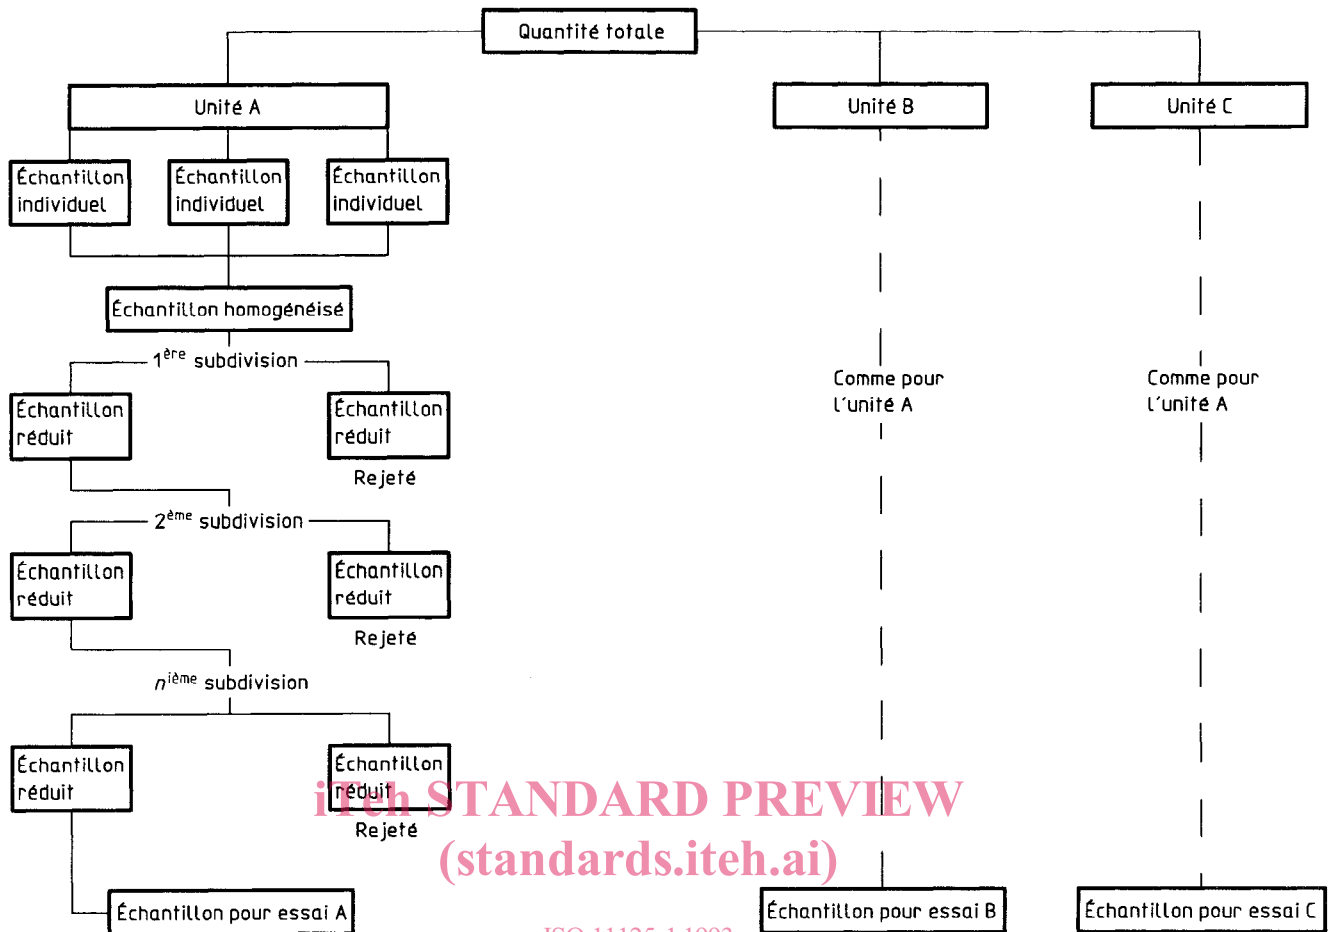 Quantité totale
Unité A
Unité B
Unité C
Échantillon
individuel
Échantillon
individuel
Échantillon
individuel
Échantillon homogénéisé
1ère subdivision
Échantillon
réduit
Échantillon
réduit
Rejeté
Comme pour
l'unité A
Comme pour
l'unité A
2ème subdivision
Échantillon
réduit
Échantillon
réduit
Rejeté
nième subdivision
Échantillon
réduit
Échantillon
réduit
Rejeté
iTeh STANDARD PREVIEW
(standards.iteh.ai)
Échantillon pour essai A
Échantillon pour essai B
Échantillon pour essai C